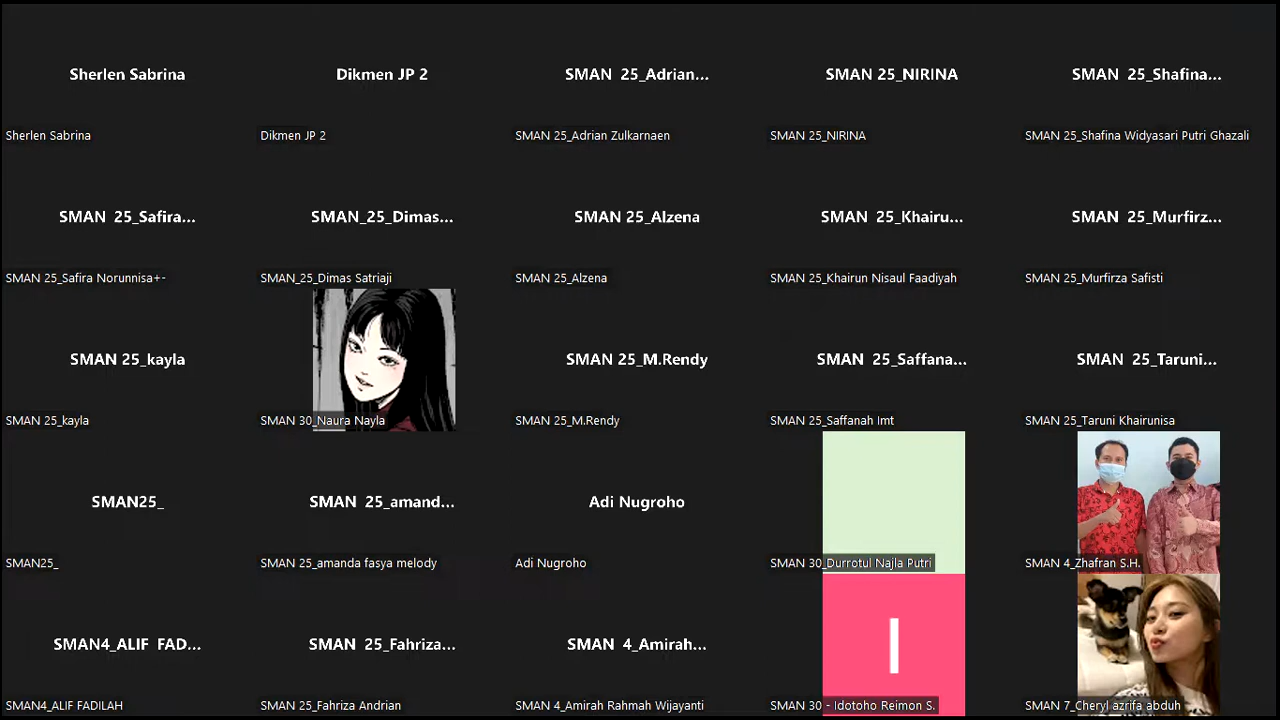 Sherlen Sabrina
Dikmen JP 2
SMAN 25_Adrian...
SMAN 25_NIRINA
SMAN 25_Shafina...
Sherlen Sabrina
Dikmen JP 2
SMAN 25_Adrian Zulkarnaen
SMAN 25_NIRINA
SMAN 25_Shafina Widyasari Putri Ghazali
SMAN 25_Safira...
SMAN_25_Dimas...
SMAN 25_Alzena
SMAN 25_Khairu...
SMAN 25_Murfirz...
SMAN 25_Safira Norunnisa+-
SMAN_25_Dimas Satriaji
SMAN 25_Alzena
SMAN 25_Khairun Nisaul Faadiyah
SMAN 25_Murfirza Safisti
SMAN 25_kayla
SMAN 25_M.Rendy
SMAN 25_Saffana...
SMAN 25_Taruni...
SMAN 25_kayla
SMAN 30_Naura Nayla
SMAN 25_M.Rendy
SMAN 25_Saffanah Imt
SMAN 25_Taruni Khairunisa
SMAN25_
SMAN 25_amand...
Adi Nugroho
SMAN25_
SMAN 25_amanda fasya melody
Adi Nugroho
SMAN 30_Durrotul Najla Putri
SMAN 4_Zhafran S.H.
SMAN4_ALIF FAD...
SMAN 25_Fahriza...
SMAN 4_Amirah...
I
SMAN4_ALIF FADILAH
SMAN 25_Fahriza Andrian
SMAN 4_Amirah Rahmah Wijayanti
SMAN 30 - Idotoho Reimon S.
SMAN 7_Cheryl azrifa abduh